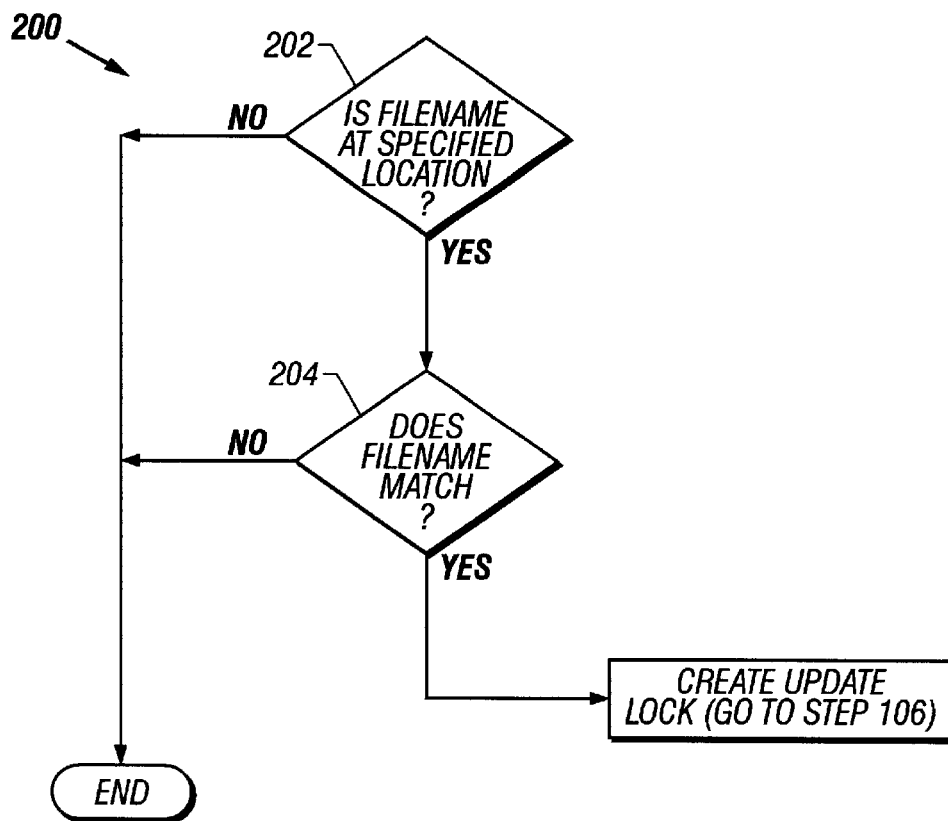 200
202
IS FILENAME
AT SPECIFIED
LOCATION
?
NO
YES
204
DOES
FILENAME
MATCH
?
NO
YES
CREATE UPDATE
LOCK (GO TO STEP 106)
END